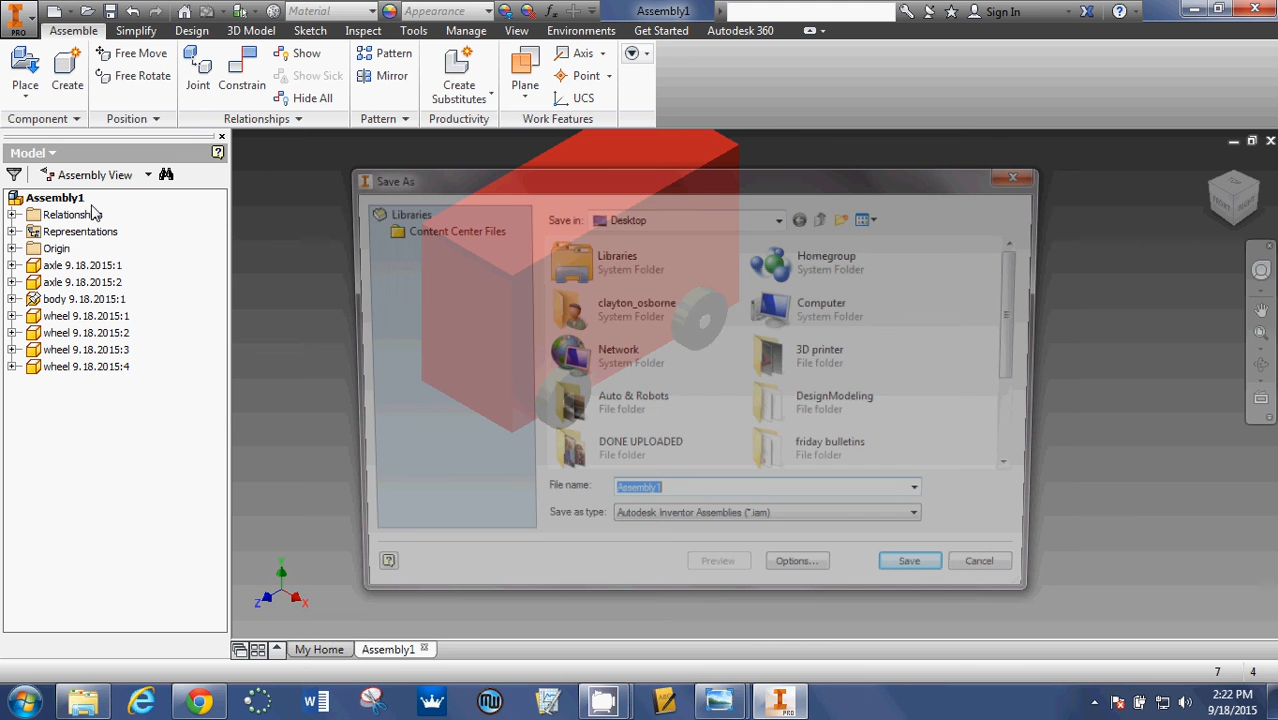 PRO
Material
Appearance
Assembly1
Sign In
Assemble Simplify Design 3D Model Sketch Inspect Tools Manage View Environments Get Started Autodesk 360
Place
Create
Free Move
Free Rotate
Joint
Constrain
Show
Show Sick
Hide All
Pattern
Mirror
Create
Substitutes
Plane
Axis
Point
UCS
Component Position Relationships Pattern Productivity Work Features
Model
Assembly View
Assembly1
Relationships
Representations
Origin
axle 9.18.2015:1
axle 9.18.2015:2
body 9.18.2015:1
wheel 9.18.2015:1
wheel 9.18.2015:2
wheel 9.18.2015:3
wheel 9.18.2015:4
Save As
Libraries
Content Center Files
Save in: Desktop
Libraries
System Folder
Homegroup
System Folder
clayton_osborne
System Folder
Computer
System Folder
Network
System Folder
3D printer
File folder
Auto & Robots
File folder
DesignModeling
File folder
DONE UPLOADED
File folder
friday bulletins
File folder
File name: Assembly1
Save as type: Autodesk Inventor Assemblies (*.iam)
Preview Options... Save Cancel
TOP
FRONT RIGHT
Y
Z X
My Home Assembly1
7 4
PRO
2:22 PM
9/18/2015